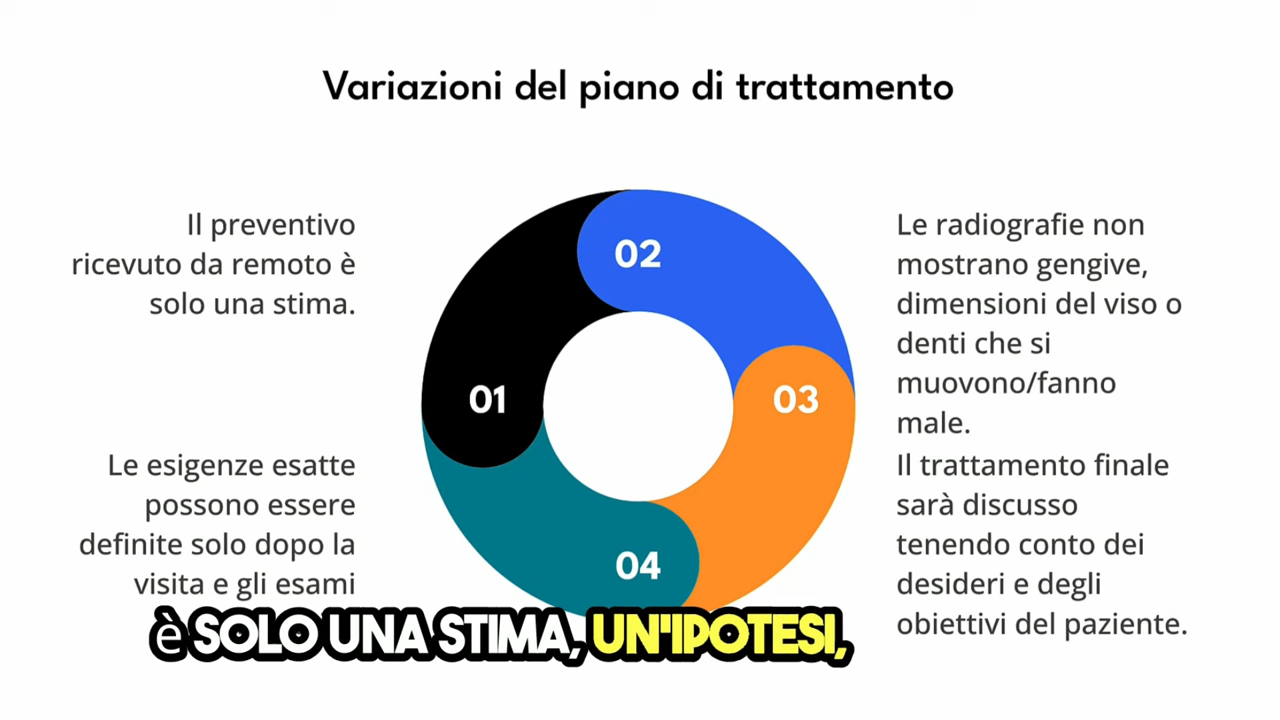 Variazioni del piano di trattamento
Il preventivo
ricevuto da remoto è
solo una stima.
01
02
Le radiografie non
mostrano gengive,
dimensioni del viso o
denti che si
muovono/fanno
male.
03
Il trattamento finale
sarà discusso
tenendo conto dei
desideri e degli
obiettivi del paziente.
04
Le esigenze esatte
possono essere
definite solo dopo la
visita e gli esami
è SOLO UNA STIMA, UN'IPOTESI,